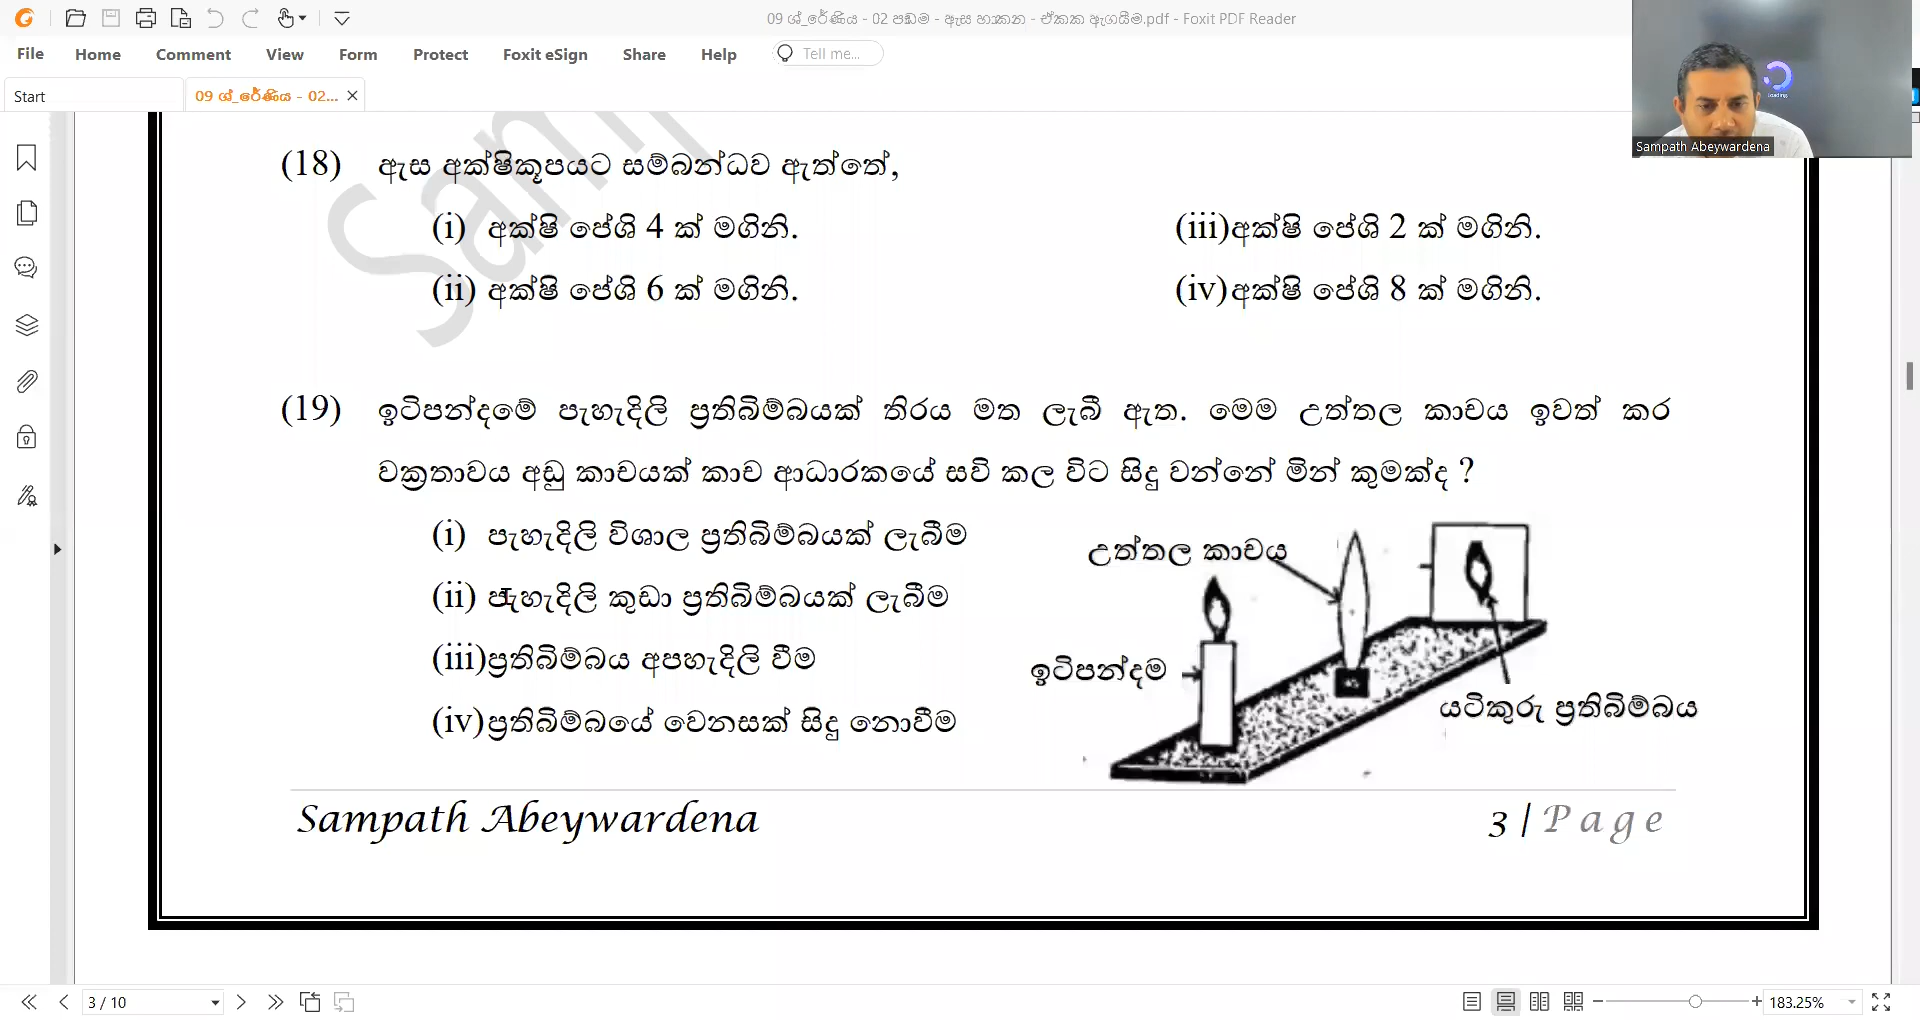 09 ශ්‍රේණිය - 02 පාඩම - ඇස හා කන - ඒකක ඇගයීම.pdf - Foxit PDF Reader
File Home Comment View Form Protect Foxit eSign Share Help Tell me...
Start 09 ශ්‍රේණිය - 02...
Loading
Sampath Abeywardena
Sam
(18) ඇස අක්ෂිකූපයට සම්බන්ධව ඇත්තේ,
(i) අක්ෂි පේශි 4 ක් මගිනි. (iii)අක්ෂි පේශි 2 ක් මගිනි.
(ii) අක්ෂි පේශි 6 ක් මගිනි. (iv)අක්ෂි පේශි 8 ක් මගිනි.
(19) ඉටිපන්දමේ පැහැදිලි ප්‍රතිබිම්බයක් තිරය මත ලැබී ඇත. මෙම උත්තල කාචය ඉවත් කර
වක්‍රතාවය අඩු කාචයක් කාච ආධාරකයේ සවි කල විට සිදු වන්නේ මින් කුමක්ද ?
(i) පැහැදිලි විශාල ප්‍රතිබිම්බයක් ලැබීම
(ii) පැහැදිලි කුඩා ප්‍රතිබිම්බයක් ලැබීම
(iii)ප්‍රතිබිම්බය අපහැදිලි වීම
(iv)ප්‍රතිබිම්බයේ වෙනසක් සිදු නොවීම
උත්තල කාචය
ඉටිපන්දම
යටිකුරු ප්‍රතිබිම්බය
Sampath Abeywardena 3 | Page
3 / 10 183.25%